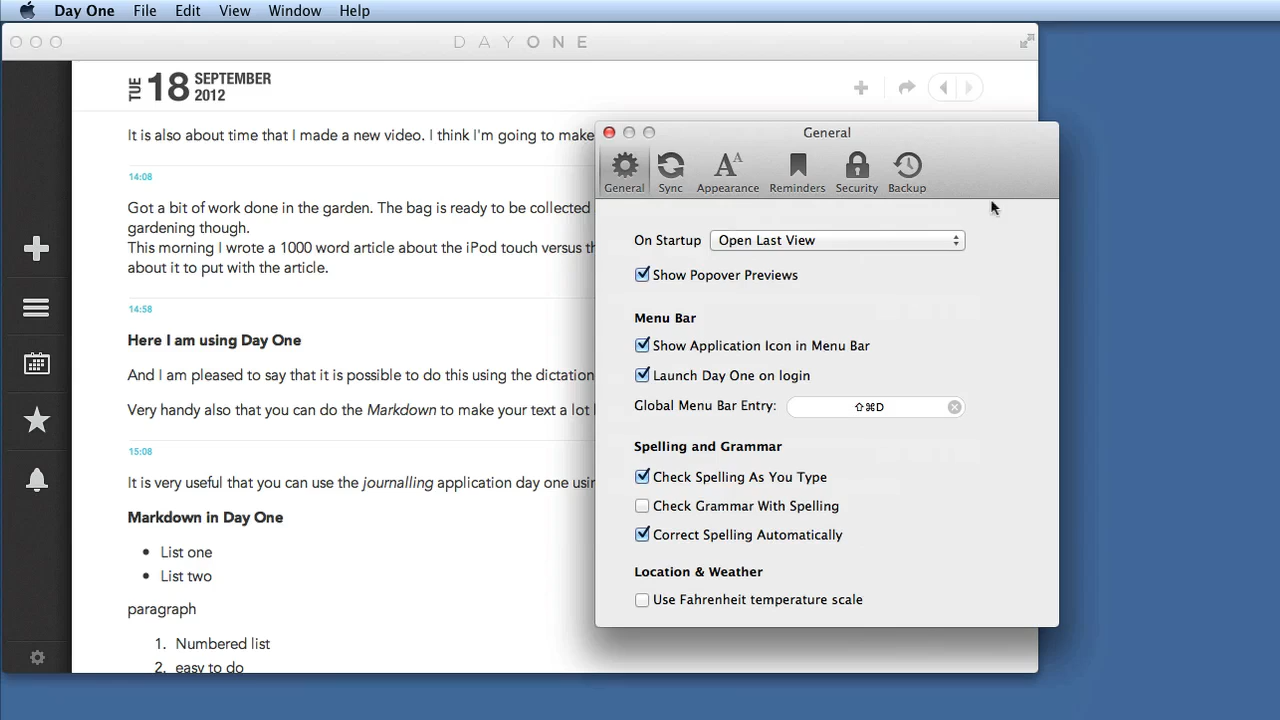 Day One File Edit View Window Help
DAYONE
TUE 18 SEPTEMBER 2012
It is also about time that I made a new video. I think I'm going to make
14:08
Got a bit of work done in the garden. The bag is ready to be collected
gardening though.
This morning I wrote a 1000 word article about the iPod touch versus th
about it to put with the article.
14:58
Here I am using Day One
And I am pleased to say that it is possible to do this using the dictation
Very handy also that you can do the Markdown to make your text a lot
15:08
It is very useful that you can use the journalling application day one usin
Markdown in Day One
• List one
• List two
paragraph
1. Numbered list
2. easy to do
General
General Sync Appearance Reminders Security Backup
On Startup Open Last View
Show Popover Previews
Menu Bar
Show Application Icon in Menu Bar
Launch Day One on login
Global Menu Bar Entry: ⇧⌘D
Spelling and Grammar
Check Spelling As You Type
Check Grammar With Spelling
Correct Spelling Automatically
Location & Weather
Use Fahrenheit temperature scale